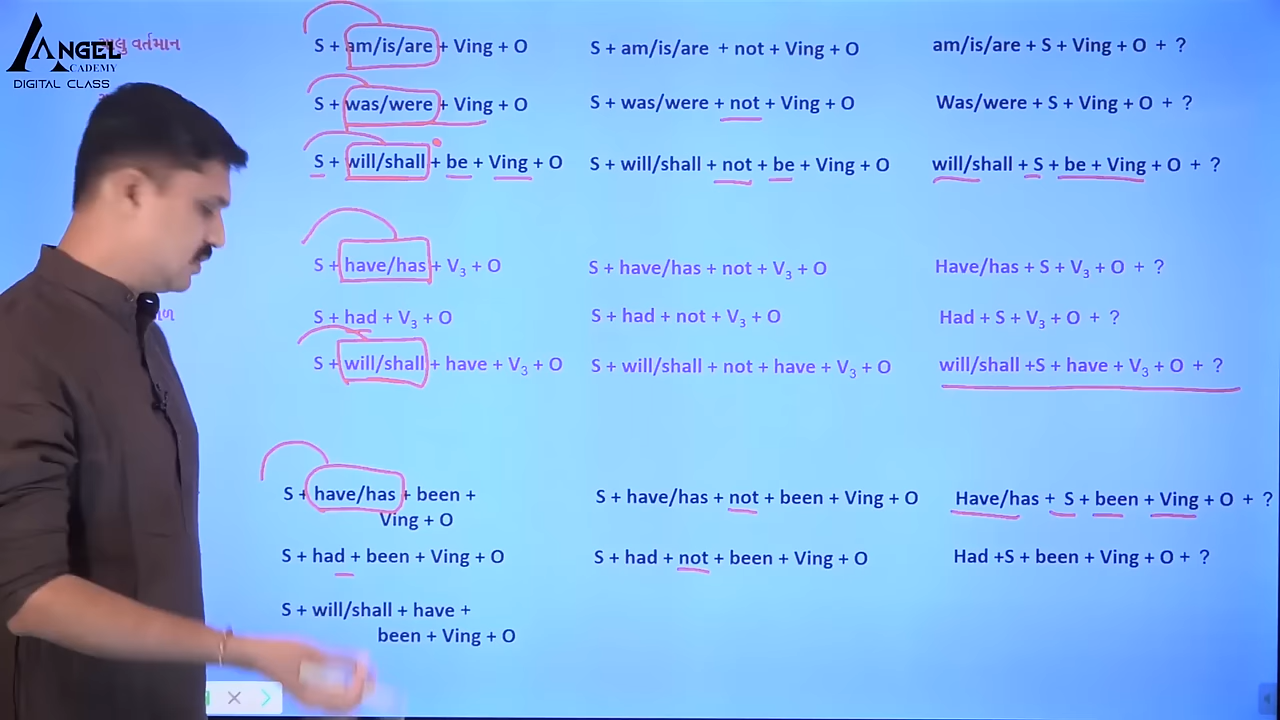 ANGEL
ACADEMY
DIGITAL CLASS
ચાલુ વર્તમાન
S + am/is/are + Ving + O
S + am/is/are + not + Ving + O
am/is/are + S + Ving + O + ?
S + was/were + Ving + O
S + was/were + not + Ving + O
Was/were + S + Ving + O + ?
S + will/shall + be + Ving + O
S + will/shall + not + be + Ving + O
will/shall + S + be + Ving + O + ?
S + have/has + V₃ + O
S + have/has + not + V₃ + O
Have/has + S + V₃ + O + ?
S + had + V₃ + O
S + had + not + V₃ + O
Had + S + V₃ + O + ?
S + will/shall + have + V₃ + O
S + will/shall + not + have + V₃ + O
will/shall +S + have + V₃ + O + ?
S + have/has + been +
Ving + O
S + have/has + not + been + Ving + O
Have/has + S + been + Ving + O + ?
S + had + been + Ving + O
S + had + not + been + Ving + O
Had +S + been + Ving + O + ?
S + will/shall + have +
been + Ving + O